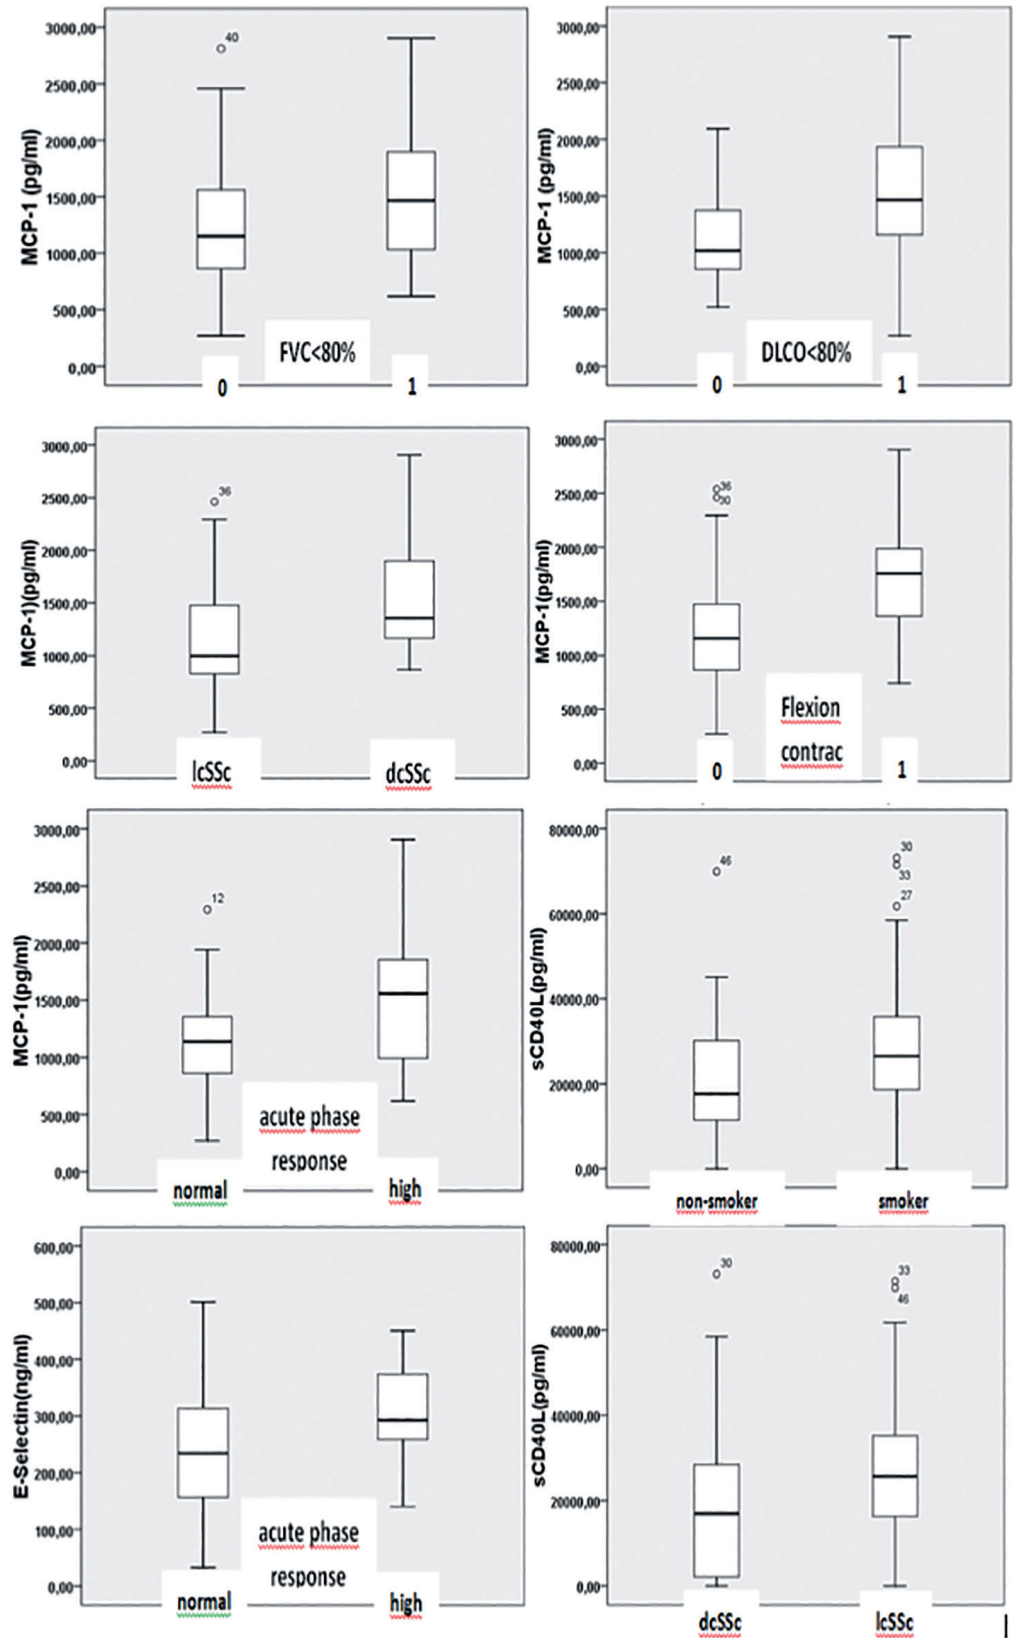 MCP-1 (pg/ml)
3000,00
2500,00
2000,00
1500,00
1000,00
500,00
0,00
40
FVC<80%
0
1
MCP-1 (pg/ml)
3000,00
2500,00
2000,00
1500,00
1000,00
500,00
0,00
DLCO<80%
0
1
MCP-1)(pg/ml)
3000,00
2500,00
2000,00
1500,00
1000,00
500,00
0,00
36
lcSSc
dcSSc
MCP-1(pg/ml)
3000,00
2500,00
2000,00
1500,00
1000,00
500,00
0,00
36
30
Flexion
contrac
0
1
MCP-1(pg/ml)
3000,00
2500,00
2000,00
1500,00
1000,00
500,00
0,00
12
acute phase
response
normal
high
sCD40L(pg/ml)
80000,00
60000,00
40000,00
20000,00
0,00
46
30
33
27
non-smoker
smoker
E-Selectin(ng/ml)
600,00
500,00
400,00
300,00
200,00
100,00
0,00
acute phase
response
normal
high
sCD40L(pg/ml)
80000,00
60000,00
40000,00
20000,00
0,00
30
33
46
dcSSc
lcSSc